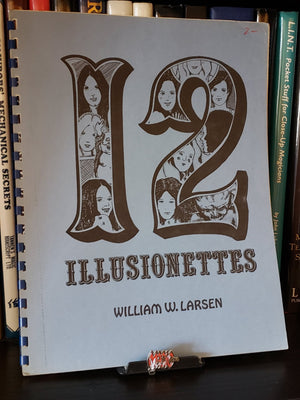 12
ILLUSIONETTES
WILLIAM W. LARSEN
MECHANICAL SECRETS
L.I.N.T. Pocket Stuff for Close-Up Magicians